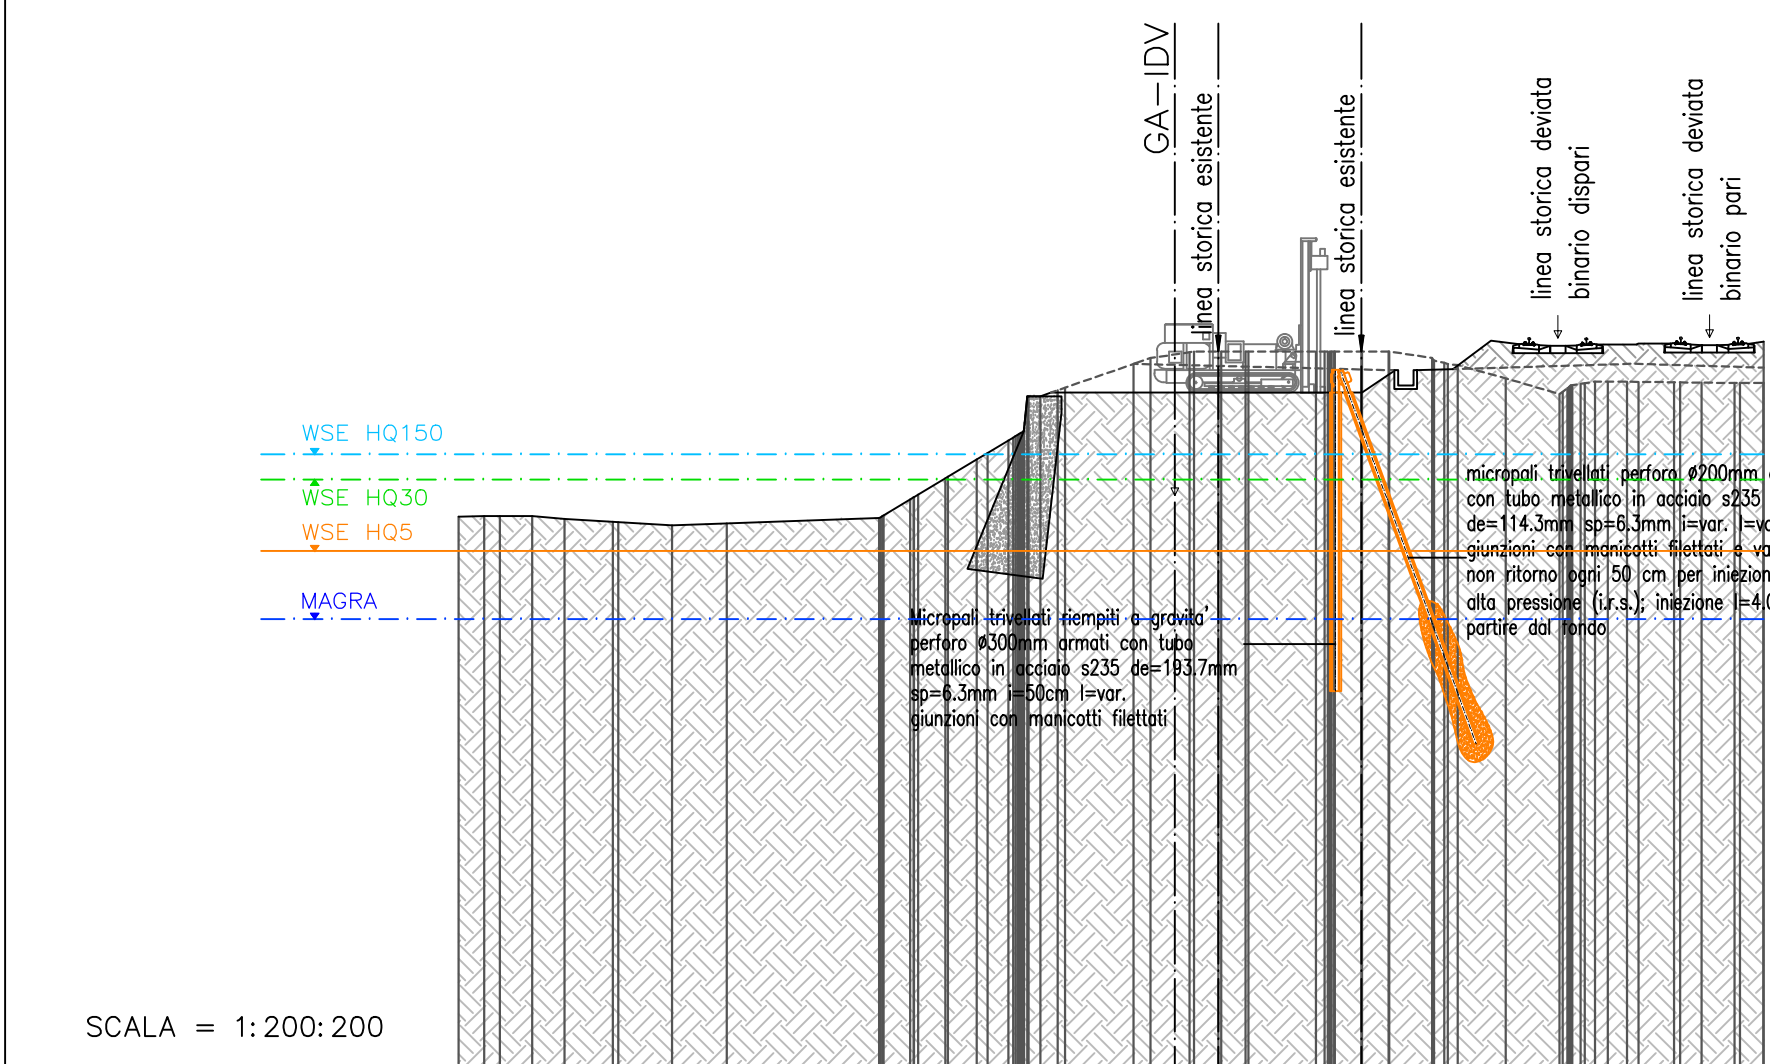 GA-IDV
linea storica esistente
linea storica esistente
linea storica deviata
binario dispari
linea storica deviata
binario pari
WSE HQ150
WSE HQ30
WSE HQ5
MAGRA
micropali trivellati perforo ø200mm
con tubo metallico in acciaio s235
de=114.3mm sp=6.3mm i=var.
giunzioni con manicotti filettati e
non ritorno ogni 50 cm per
alta pressione (i.r.s.); iniezione
partire dal fondo
Micropali trivellati riempiti a gravita'
perforo ø300mm armati con tubo
metallico in acciaio s235 de=193.7mm
sp=6.3mm i=50cm l=var.
giunzioni con manicotti filettati
SCALA = 1:200:200